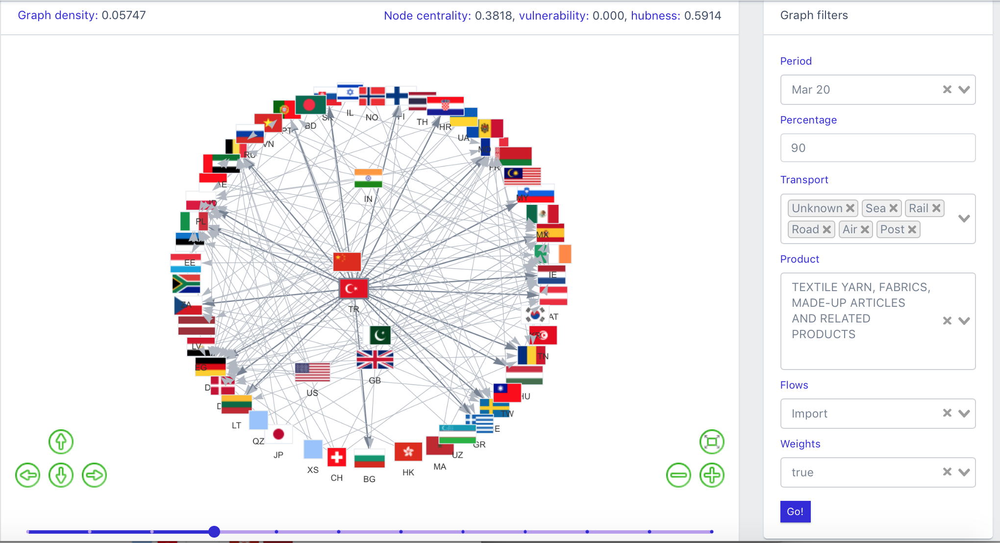 Graph density: 0.05747
Node centrality: 0.3818, vulnerability: 0.000, hubness: 0.5914
Graph filters
Period
Mar 20
Percentage
90
Transport
Unknown Sea Rail
Road Air Post
Product
TEXTILE YARN, FABRICS,
MADE-UP ARTICLES
AND RELATED
PRODUCTS
Flows
Import
Weights
true
Go!
IL
NO
TH
HR
BD
PT
UA
VN
MD
RU
FR
IN
MY
PL
MX
EE
IE
ZA
TR
AT
KR
LV
TN
EG
GB
US
HU
TW
LT
GR
QZ
JP
UZ
XS
MA
HK
CH
BG